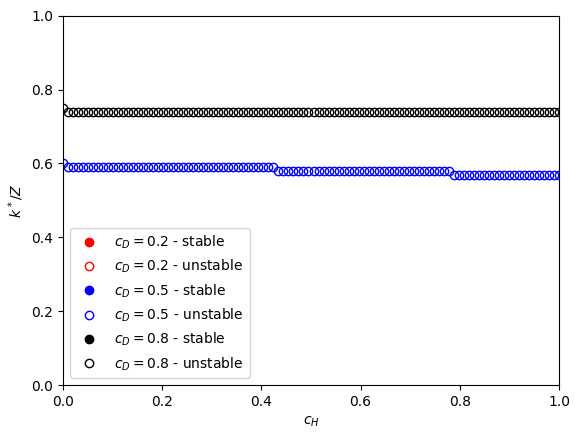 1.0
0.8
0.6
0.4
0.2
0.0
k*/Z
c_D = 0.2 - stable
c_D = 0.2 - unstable
c_D = 0.5 - stable
c_D = 0.5 - unstable
c_D = 0.8 - stable
c_D = 0.8 - unstable
0.0 0.2 0.4 0.6 0.8 1.0
c_H